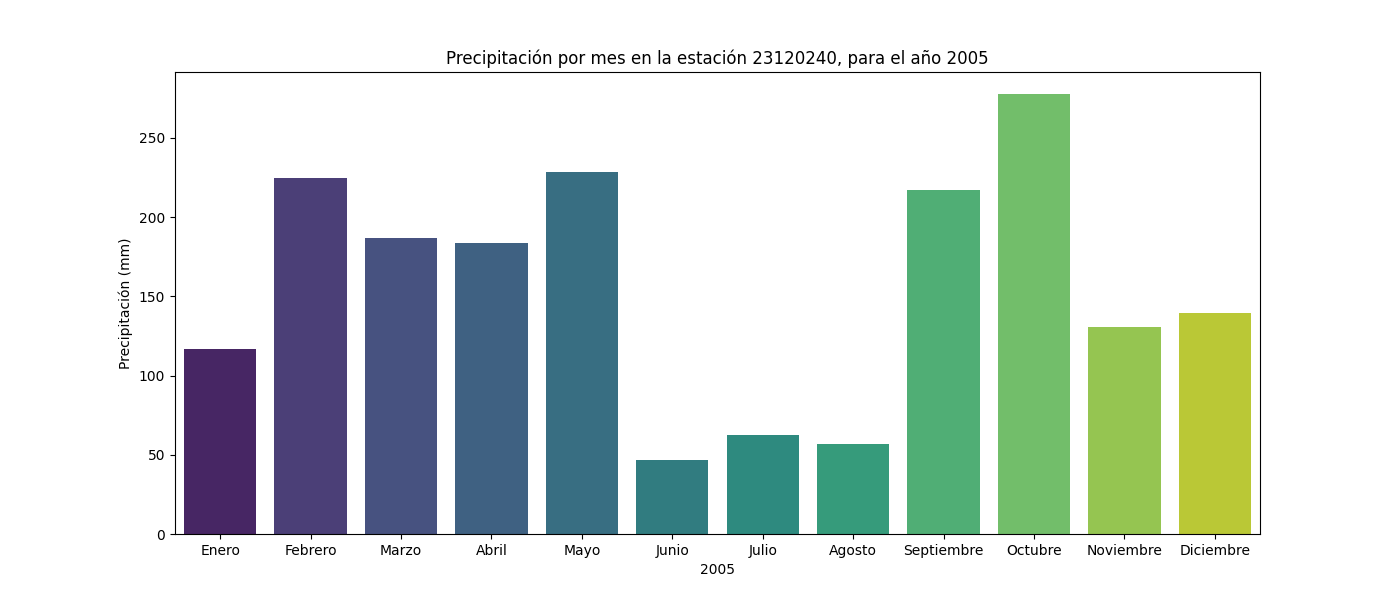 Precipitación por mes en la estación 23120240, para el año 2005
Precipitación (mm)
250
200
150
100
50
0
Enero Febrero Marzo Abril Mayo Junio Julio Agosto Septiembre Octubre Noviembre Diciembre
2005